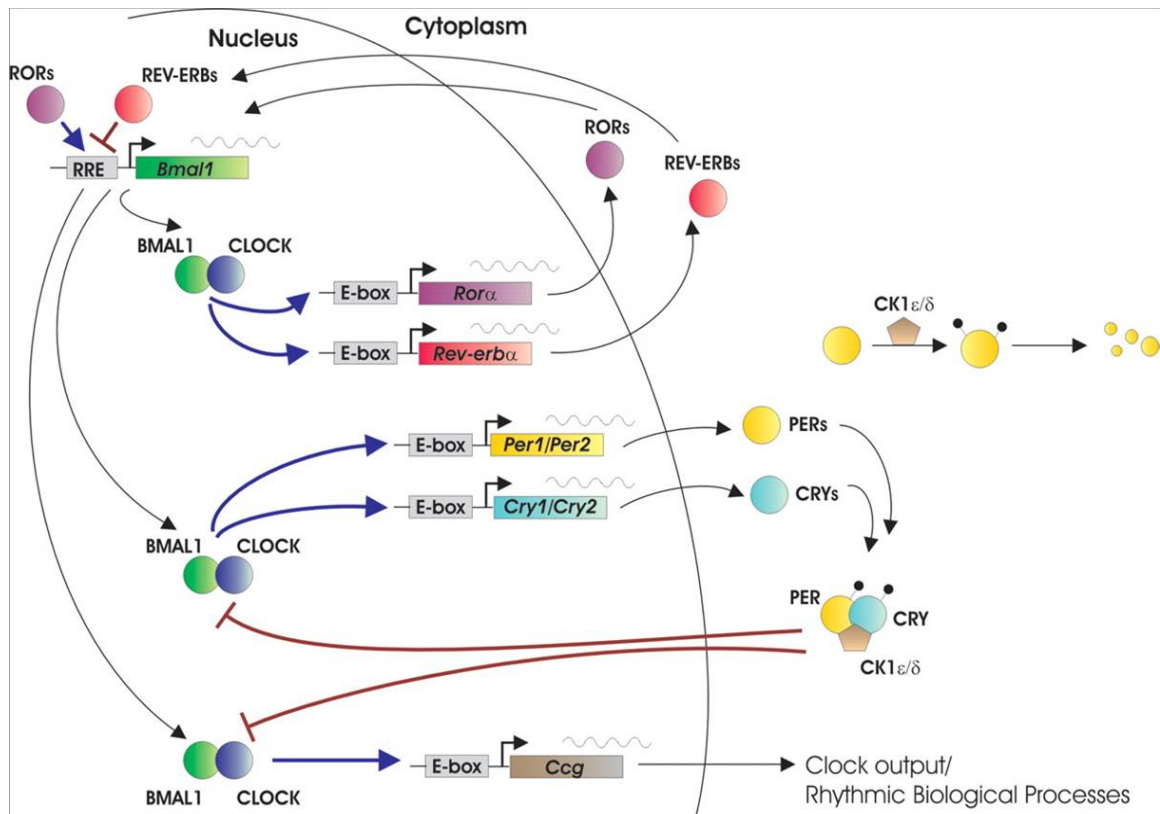 Cytoplasm
Nucleus
RORs
REV-ERBs
RORs
REV-ERBs
RRE
Bmal1
BMAL1
CLOCK
E-box
Rorα
E-box
Rev-erbα
CK1ε/δ
E-box
Per1/Per2
PERs
E-box
Cry1/Cry2
CRYs
BMAL1
CLOCK
PER
CRY
CK1ε/δ
E-box
Ccg
BMAL1
CLOCK
Clock output/
Rhythmic Biological Processes